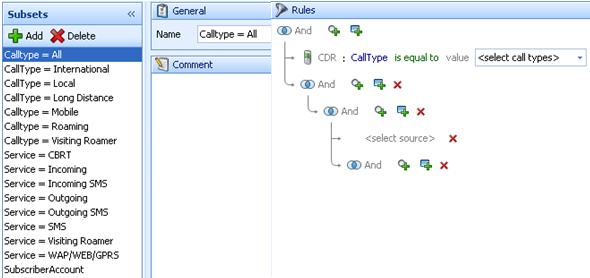 Subsets
Add Delete
Calltype = All
CallType = International
CallType = Local
CallType = Long Distance
Calltype = Mobile
Calltype = Roaming
Calltype = Visiting Roamer
Service = CBRT
Service = Incoming
Service = Incoming SMS
Service = Outgoing
Service = Outgoing SMS
Service = SMS
Service = Visiting Roamer
Service = WAP/WEB/GPRS
SubscriberAccount
General
Name Calltype = All
Comment
Rules
And
CDR : CallType is equal to value <select call types>
And
And
<select source>
And